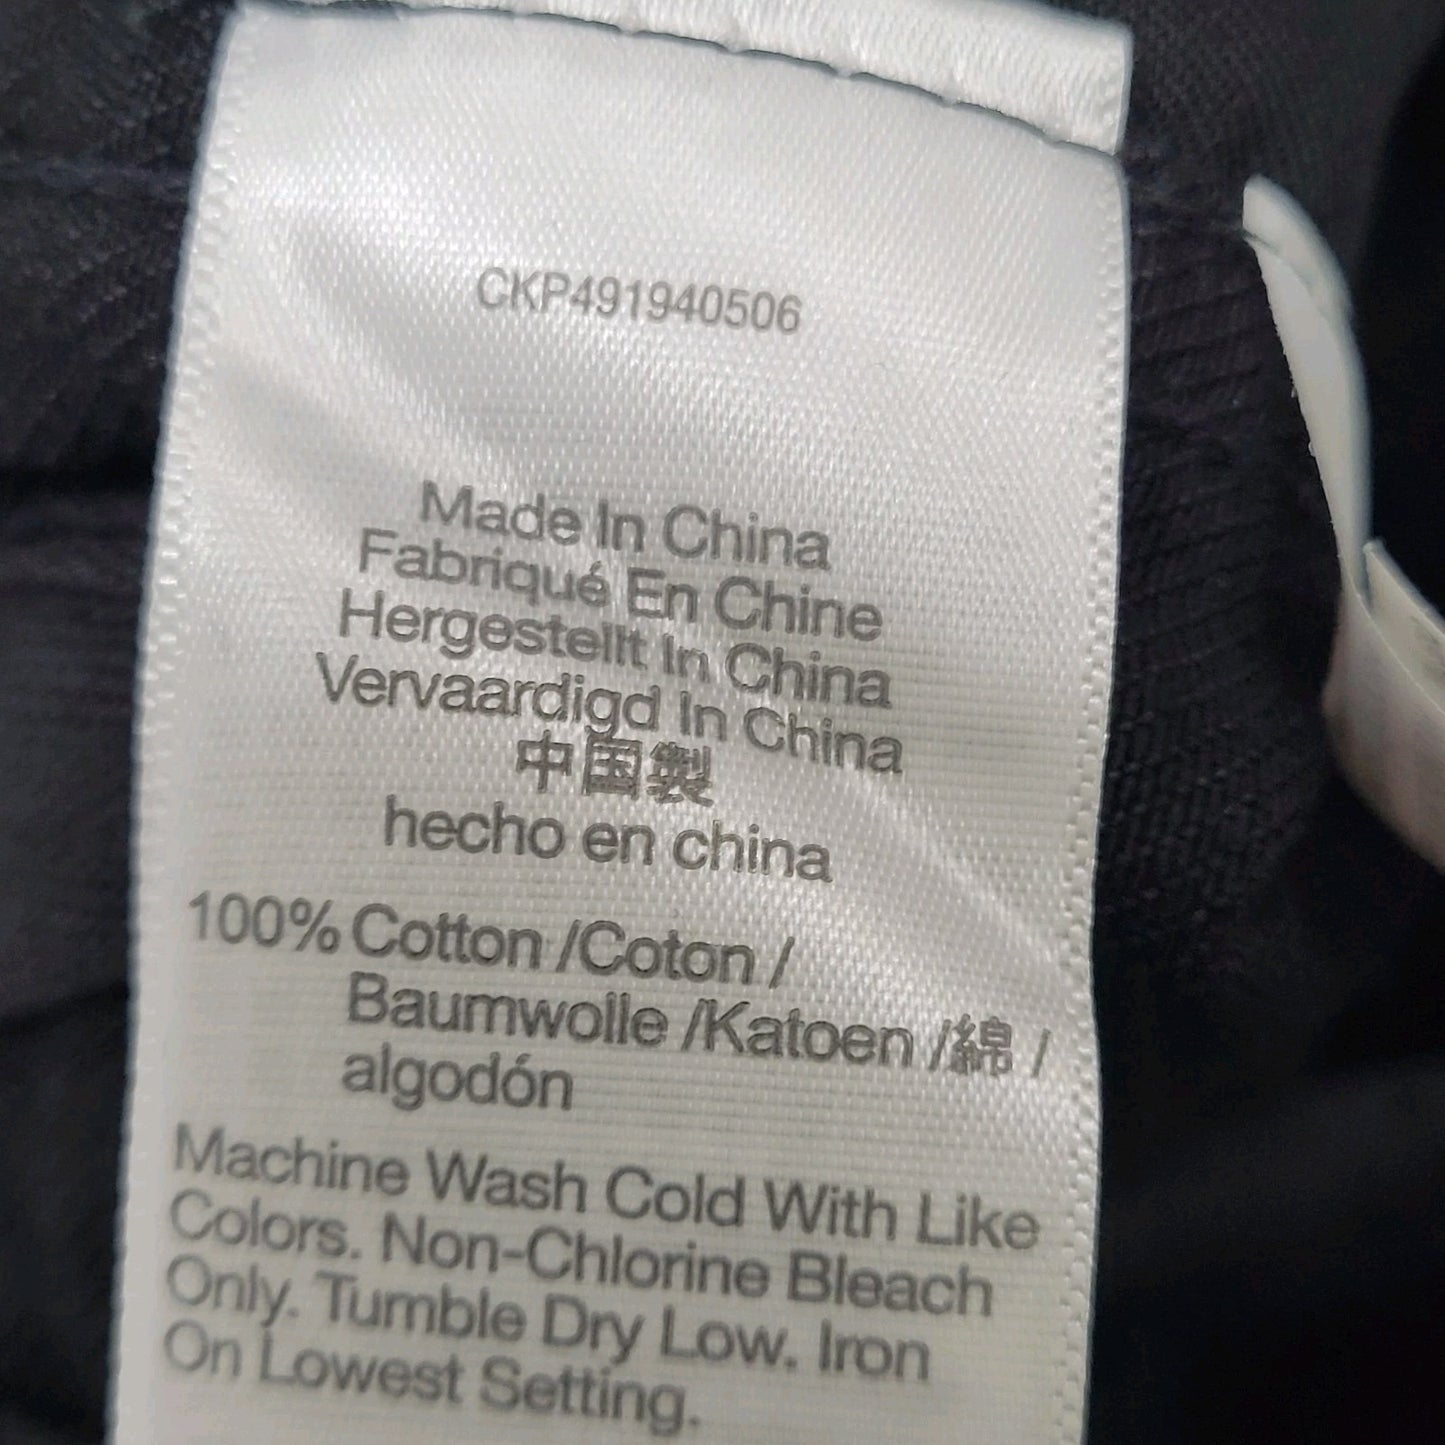 CKP491940506
Made In China
Fabriqué En Chine
Hergestellt In China
Vervaardigd In China
中国製
hecho en china
100% Cotton /Coton /
Baumwolle /Katoen /綿 /
algodón
Machine Wash Cold With Like
Colors. Non-Chlorine Bleach
Only. Tumble Dry Low. Iron
On Lowest Setting.